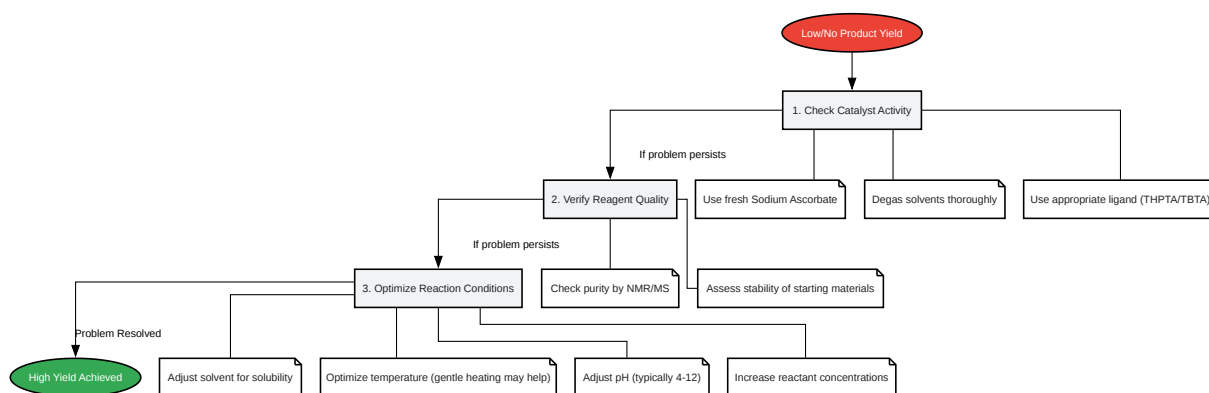 Low/No Product Yield
1. Check Catalyst Activity
If problem persists
2. Verify Reagent Quality
Use fresh Sodium Ascorbate
Degas solvents thoroughly
Use appropriate ligand (THPTA/TBTA)
If problem persists
3. Optimize Reaction Conditions
Check purity by NMR/MS
Assess stability of starting materials
Problem Resolved
High Yield Achieved
Adjust solvent for solubility
Optimize temperature (gentle heating may help)
Adjust pH (typically 4-12)
Increase reactant concentrations